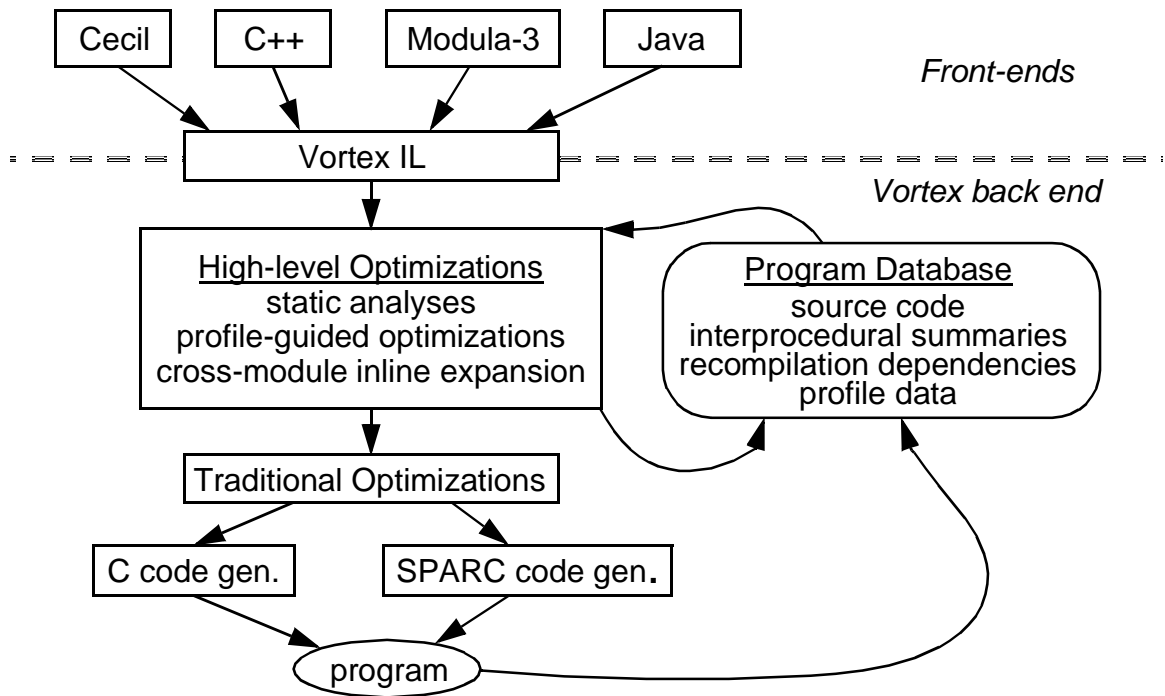 Cecil
C++
Modula-3
Java
Front-ends
Vortex IL
Vortex back end
High-level Optimizations
static analyses
profile-guided optimizations
cross-module inline expansion
Program Database
source code
interprocedural summaries
recompilation dependencies
profile data
Traditional Optimizations
C code gen.
SPARC code gen.
program